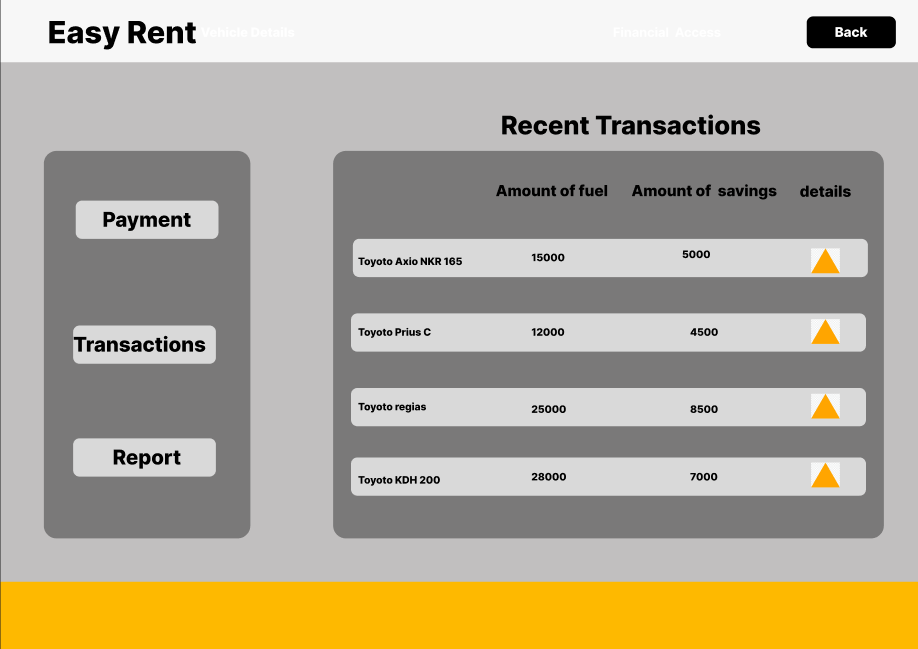 Easy Rent Vehicle Details Financial Access Back
Recent Transactions
Amount of fuel Amount of savings details
Payment
Toyoto Axio NKR 165 15000 5000
Toyoto Prius C 12000 4500
Transactions
Toyoto regias 25000 8500
Report
Toyoto KDH 200 28000 7000